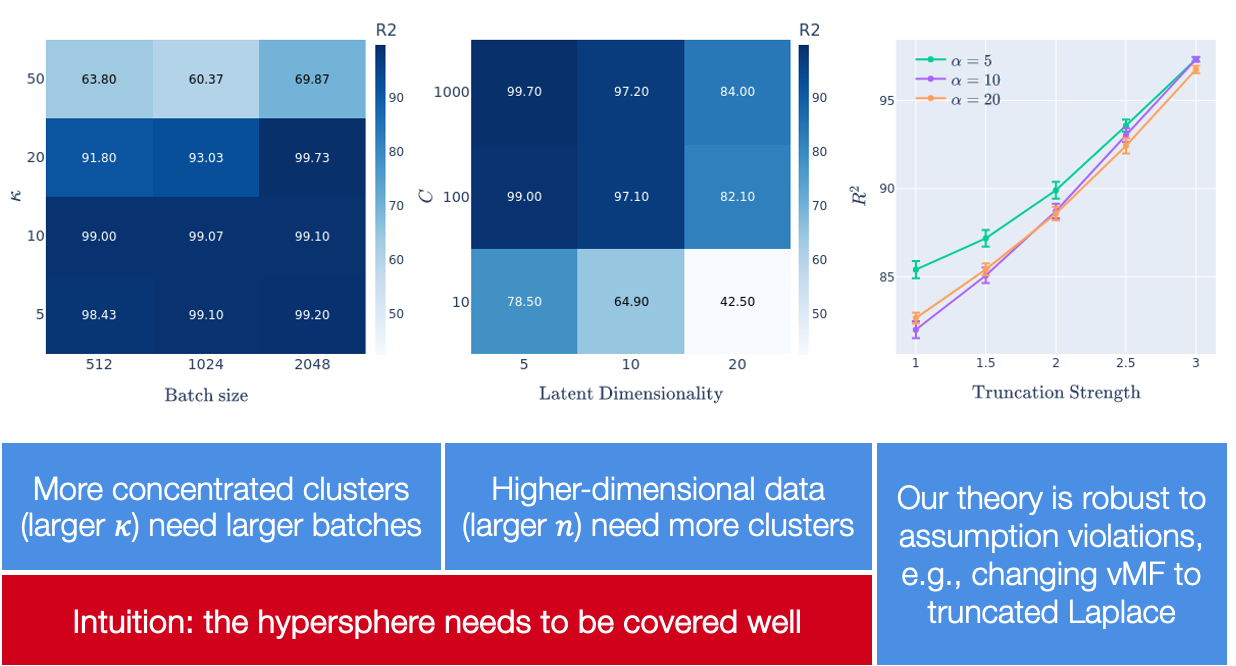 R2
50
63.80 60.37 69.87
20
91.80 93.03 99.73
10
99.00 99.07 99.10
5
98.43 99.10 99.20
κ
512 1024 2048
Batch size
90
80
70
60
50
R2
1000
99.70 97.20 84.00
100
99.00 97.10 82.10
10
78.50 64.90 42.50
C
5 10 20
Latent Dimensionality
90
80
70
60
50
α = 5
α = 10
α = 20
95
90
85
R²
1 1.5 2 2.5 3
Truncation Strength
More concentrated clusters
(larger κ) need larger batches
Higher-dimensional data
(larger n) need more clusters
Our theory is robust to
assumption violations,
e.g., changing vMF to
truncated Laplace
Intuition: the hypersphere needs to be covered well